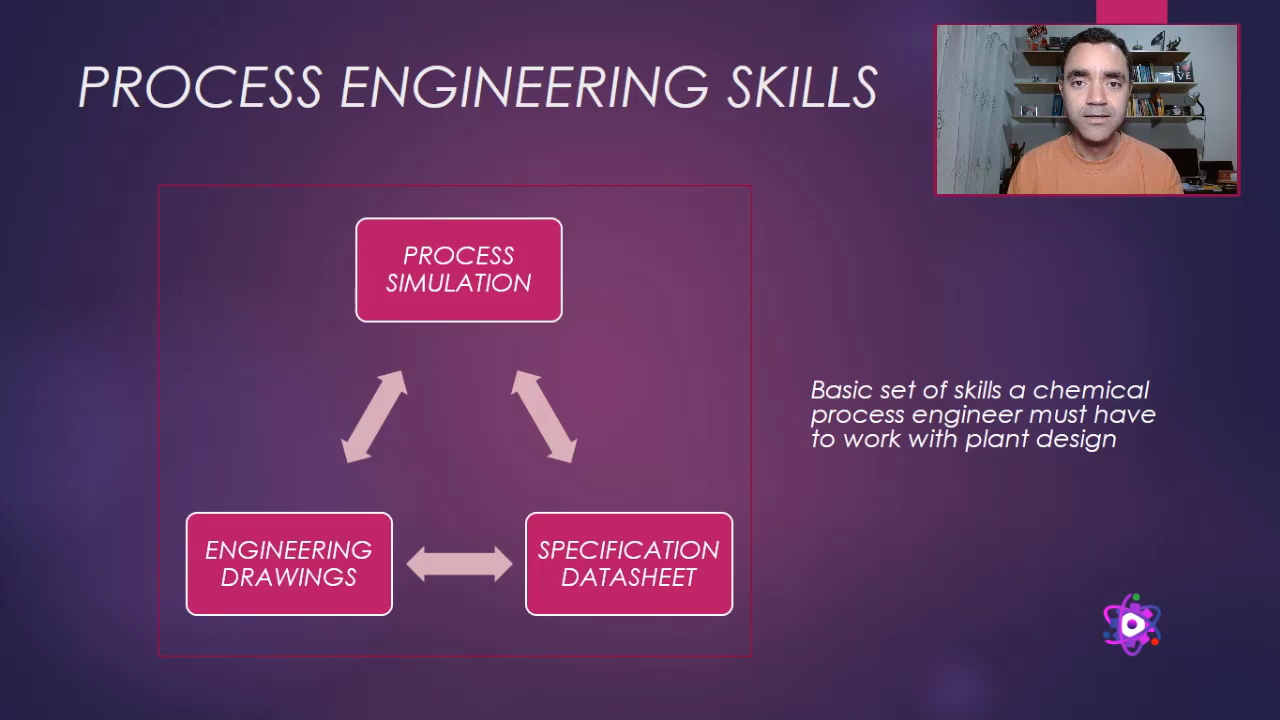 PROCESS ENGINEERING SKILLS
PROCESS
SIMULATION
ENGINEERING
DRAWINGS
SPECIFICATION
DATASHEET
Basic set of skills a chemical
process engineer must have
to work with plant design